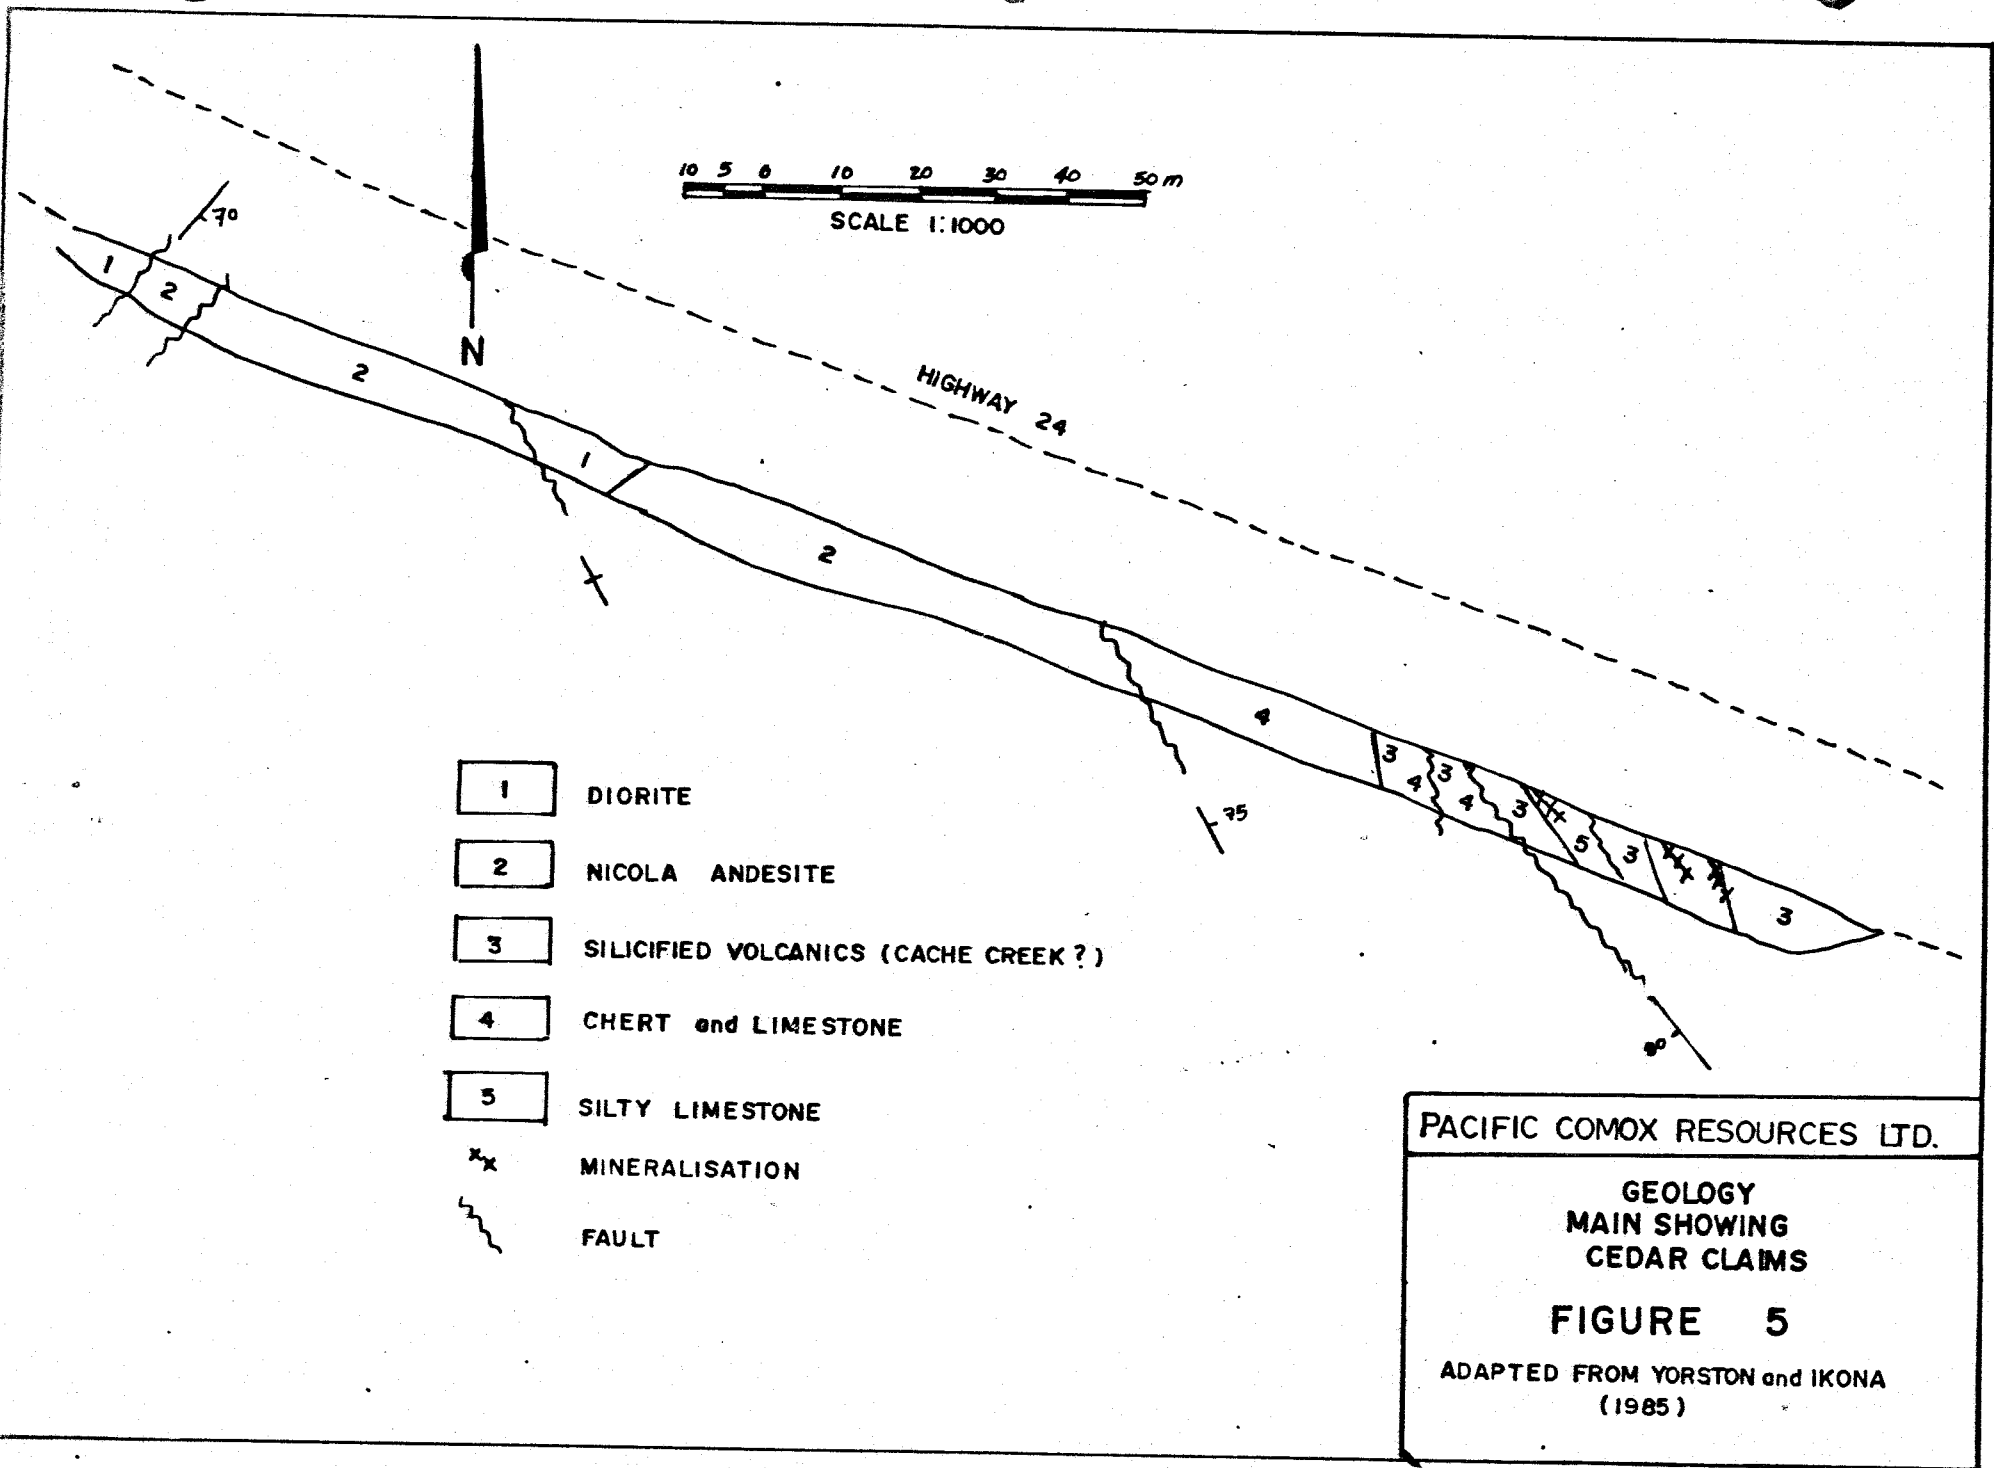 10 5 0 10 20 30 40 50 m
SCALE 1:1000
70
1
2
N
2
HIGHWAY 24
1
2
4
3
4
3
4
3
5
3
3
75
90
1 DIORITE
2 NICOLA ANDESITE
3 SILICIFIED VOLCANICS (CACHE CREEK?)
4 CHERT and LIMESTONE
5 SILTY LIMESTONE
MINERALISATION
FAULT
PACIFIC COMOX RESOURCES LTD.
GEOLOGY
MAIN SHOWING
CEDAR CLAIMS
FIGURE 5
ADAPTED FROM YORSTON and IKONA
(1985)